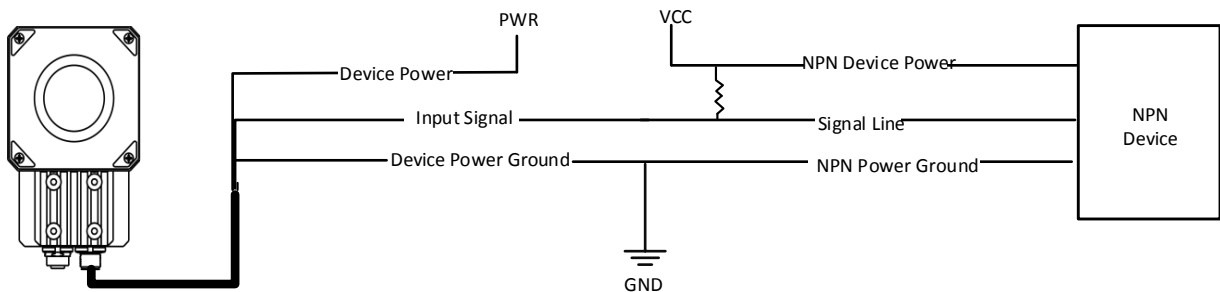 PWR
VCC
Device Power
NPN Device Power
Input Signal
Signal Line
NPN
Device
Device Power Ground
NPN Power Ground
GND